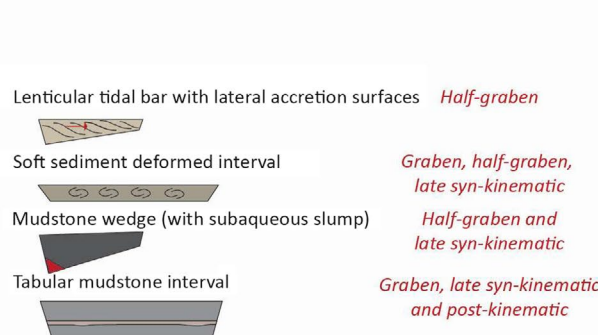 Lenticular tidal bar with lateral accretion surfaces Half-graben
Soft sediment deformed interval Graben, half-graben,
late syn-kinematic
Mudstone wedge (with subaqueous slump) Half-graben and
late syn-kinematic
Tabular mudstone interval Graben, late syn-kinematic
and post-kinematic